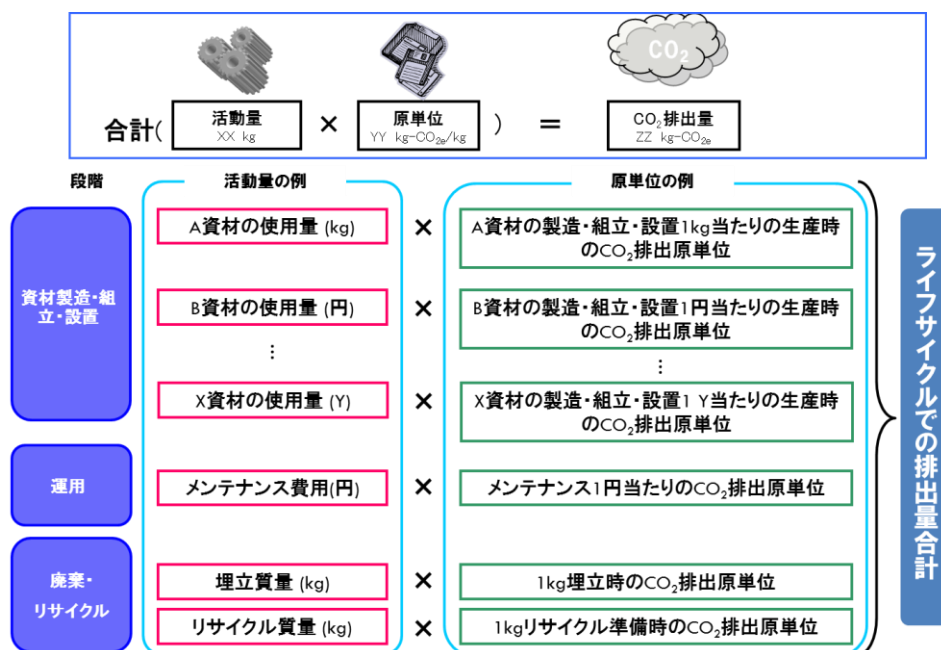 CO₂
合計( 活動量 × 原単位 ) = CO₂排出量
XX kg YY kg-CO₂e/kg ZZ kg-CO₂e
段階 活動量の例 原単位の例
資材製造・組
立・設置
A資材の使用量 (kg) × A資材の製造・組立・設置1kg当たりの生産時
のCO₂排出原単位
B資材の使用量 (円) × B資材の製造・組立・設置1円当たりの生産時
のCO₂排出原単位
⋮ ⋮
X資材の使用量 (Y) × X資材の製造・組立・設置1 Y当たりの生産時
のCO₂排出原単位
運用
メンテナンス費用(円) × メンテナンス1円当たりのCO₂排出原単位
廃棄・
リサイクル
埋立質量 (kg) × 1kg埋立時のCO₂排出原単位
リサイクル質量 (kg) × 1kgリサイクル準備時のCO₂排出原単位
ライフサイクルでの排出量合計